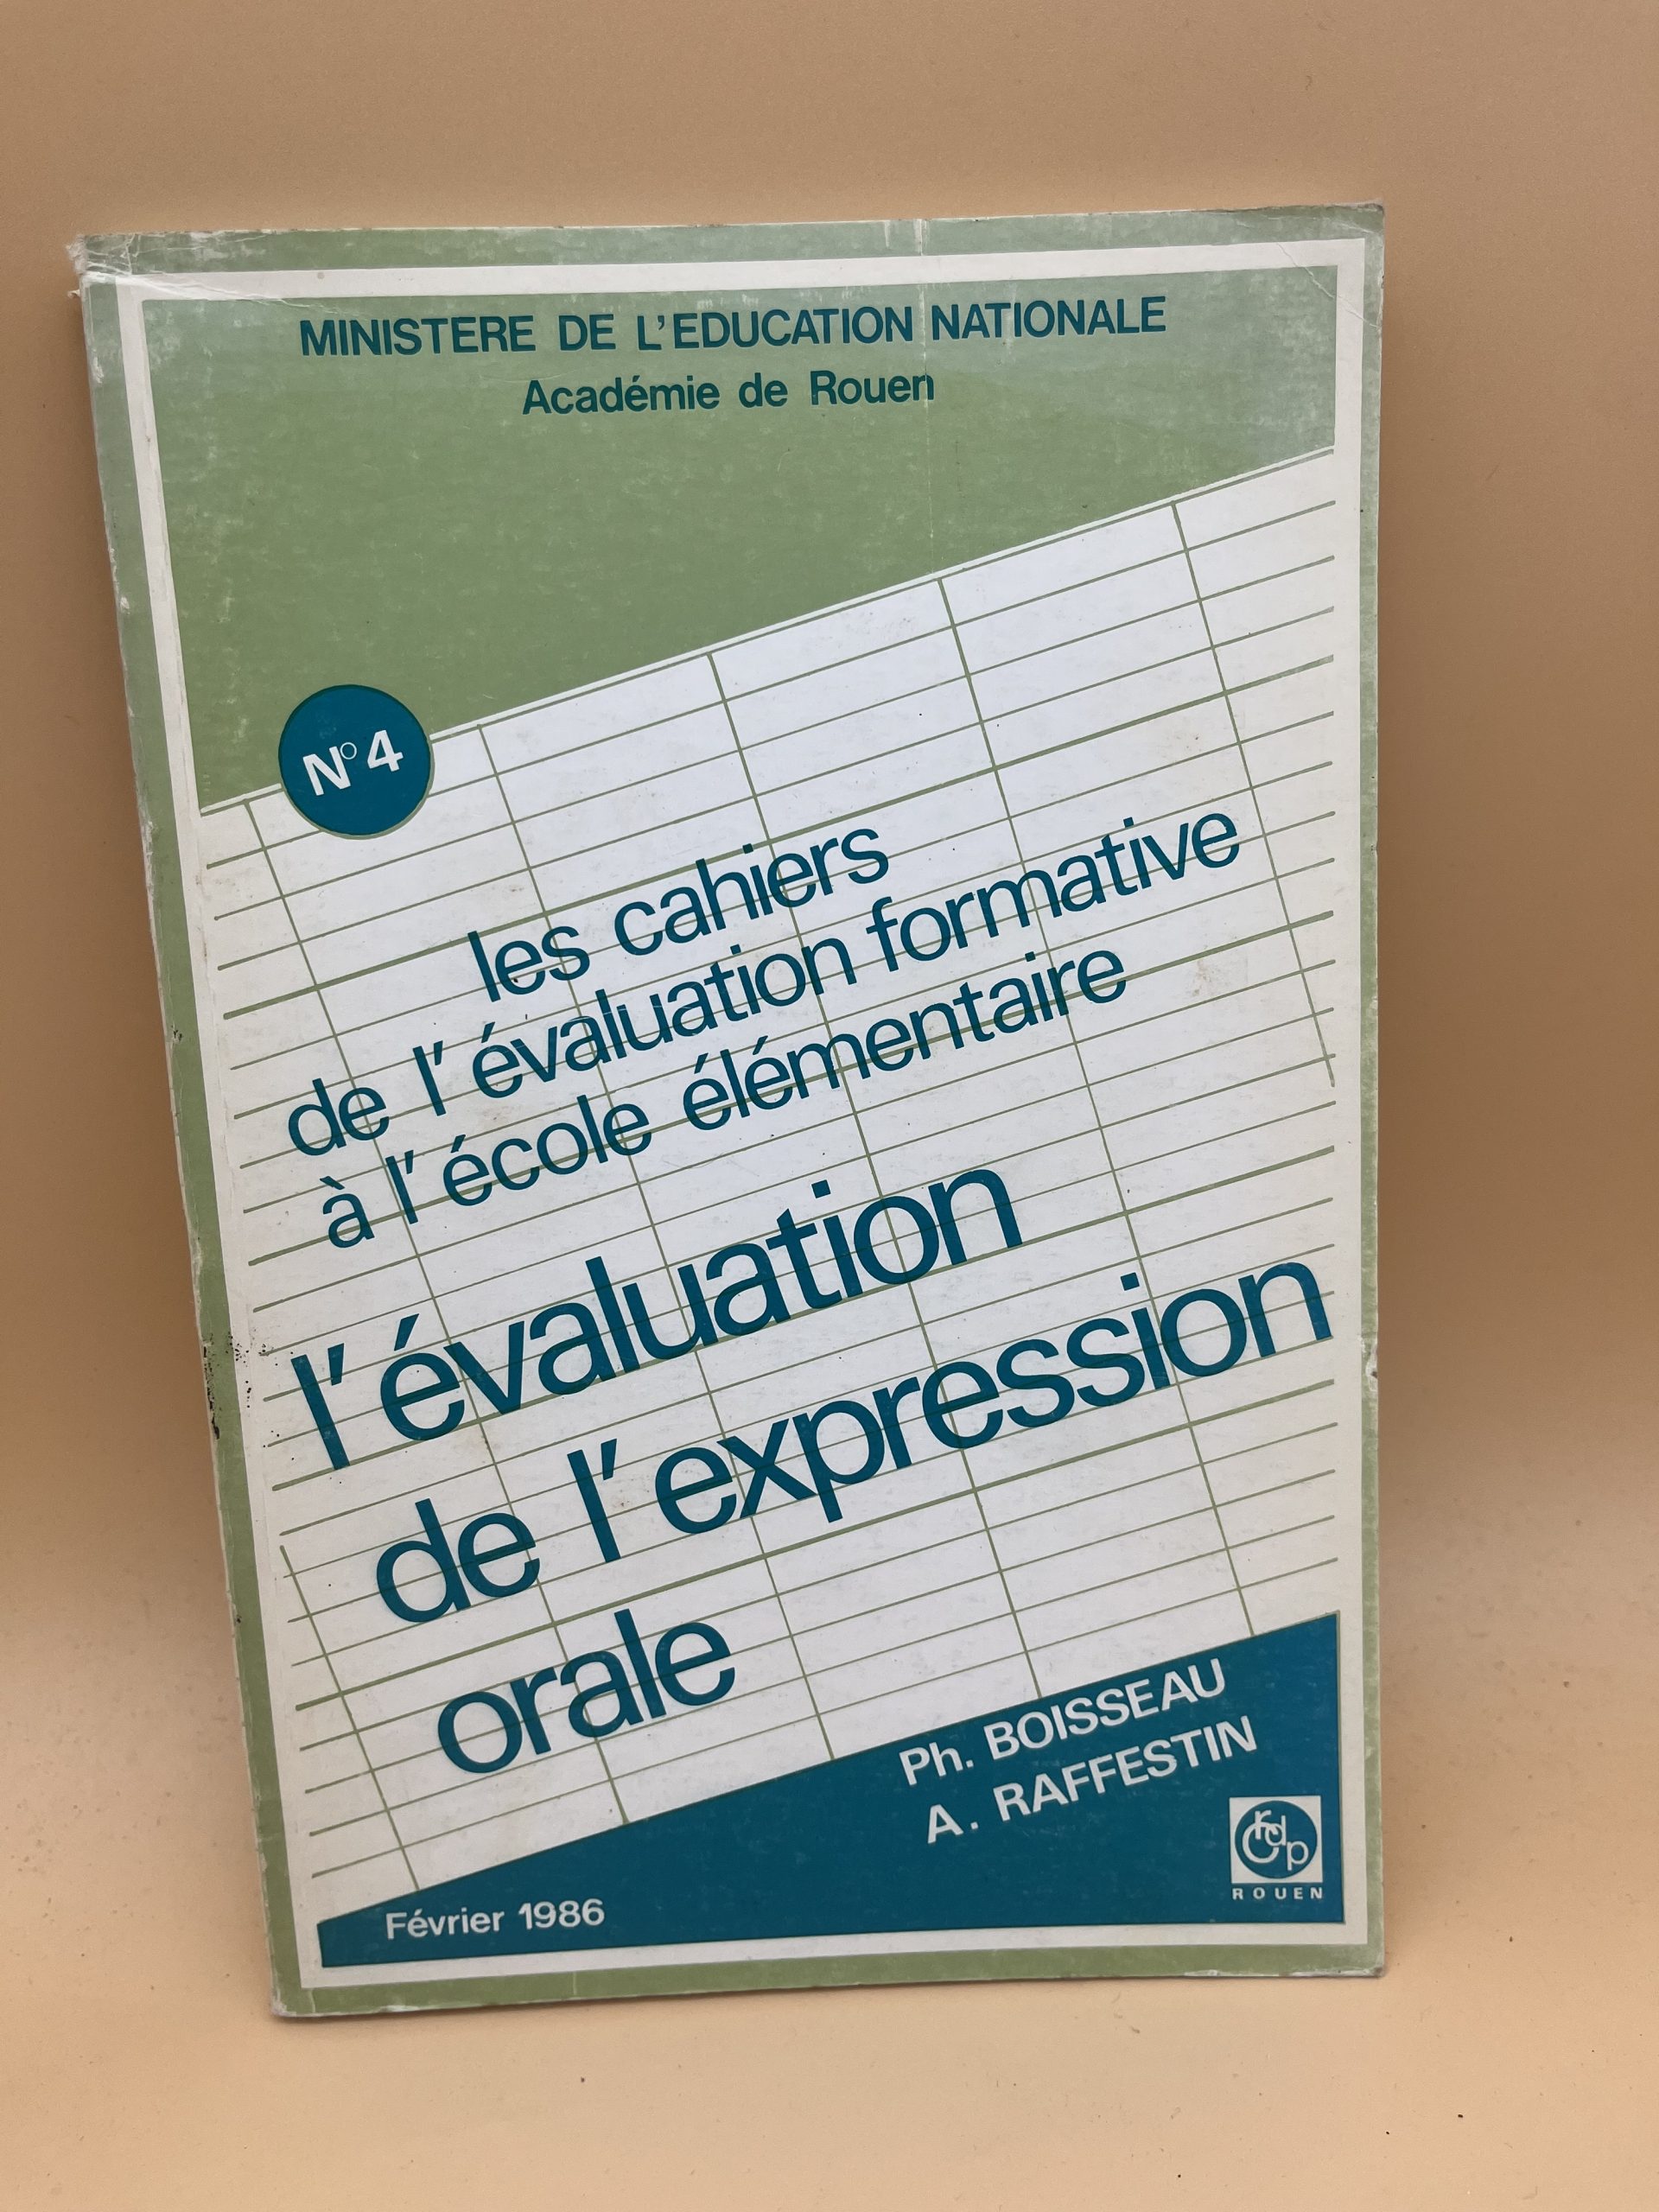 MINISTERE DE L'EDUCATION NATIONALE
Académie de Rouen
N° 4
les cahiers
de l'évaluation formative
à l'école élémentaire
l'évaluation
de l'expression
orale
Ph. BOISSEAU
A. RAFFESTIN
crdp
ROUEN
Février 1986